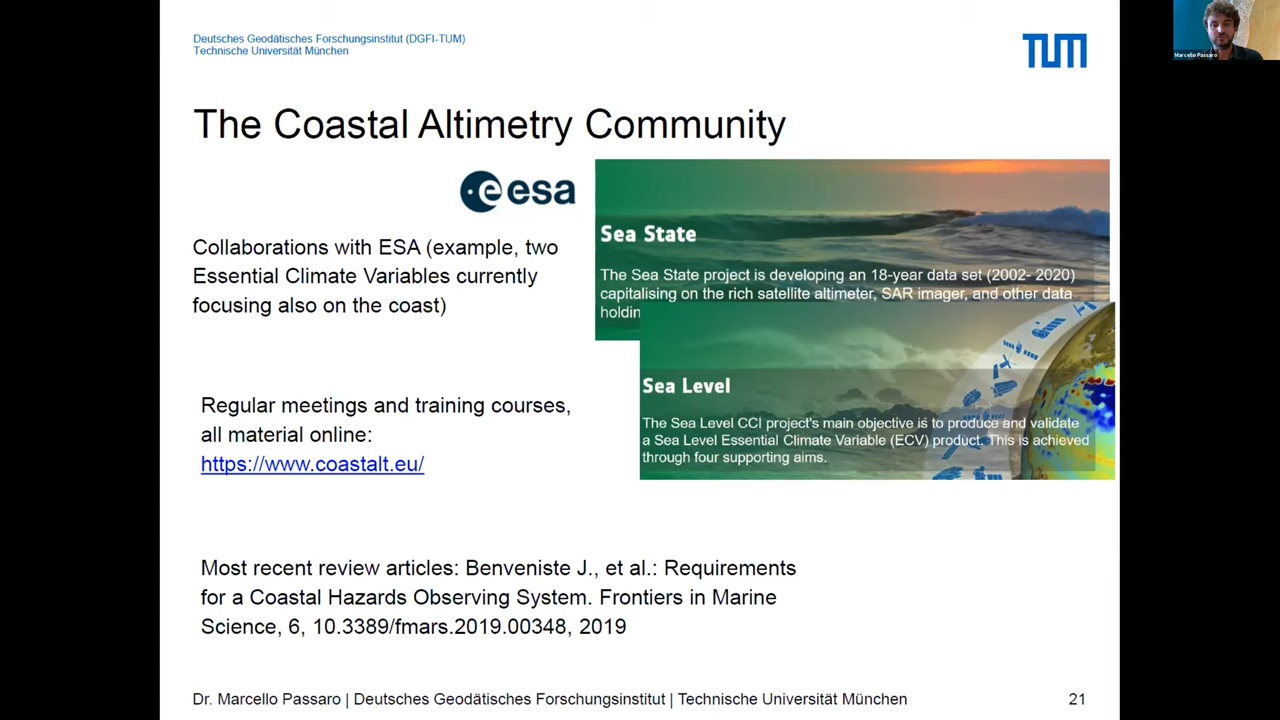 Deutsches Geodätisches Forschungsinstitut (DGFI-TUM)
Technische Universität München
TUM
Marcello Passaro
The Coastal Altimetry Community
esa
Collaborations with ESA (example, two
Essential Climate Variables currently
focusing also on the coast)
Sea State
The Sea State project is developing an 18-year data set (2002- 2020)
capitalising on the rich satellite altimeter, SAR imager, and other data
holdin
Sea Level
The Sea Level CCI project's main objective is to produce and validate
a Sea Level Essential Climate Variable (ECV) product. This is achieved
through four supporting aims.
Regular meetings and training courses,
all material online:
https://www.coastalt.eu/
Most recent review articles: Benveniste J., et al.: Requirements
for a Coastal Hazards Observing System. Frontiers in Marine
Science, 6, 10.3389/fmars.2019.00348, 2019
Dr. Marcello Passaro | Deutsches Geodätisches Forschungsinstitut | Technische Universität München
21